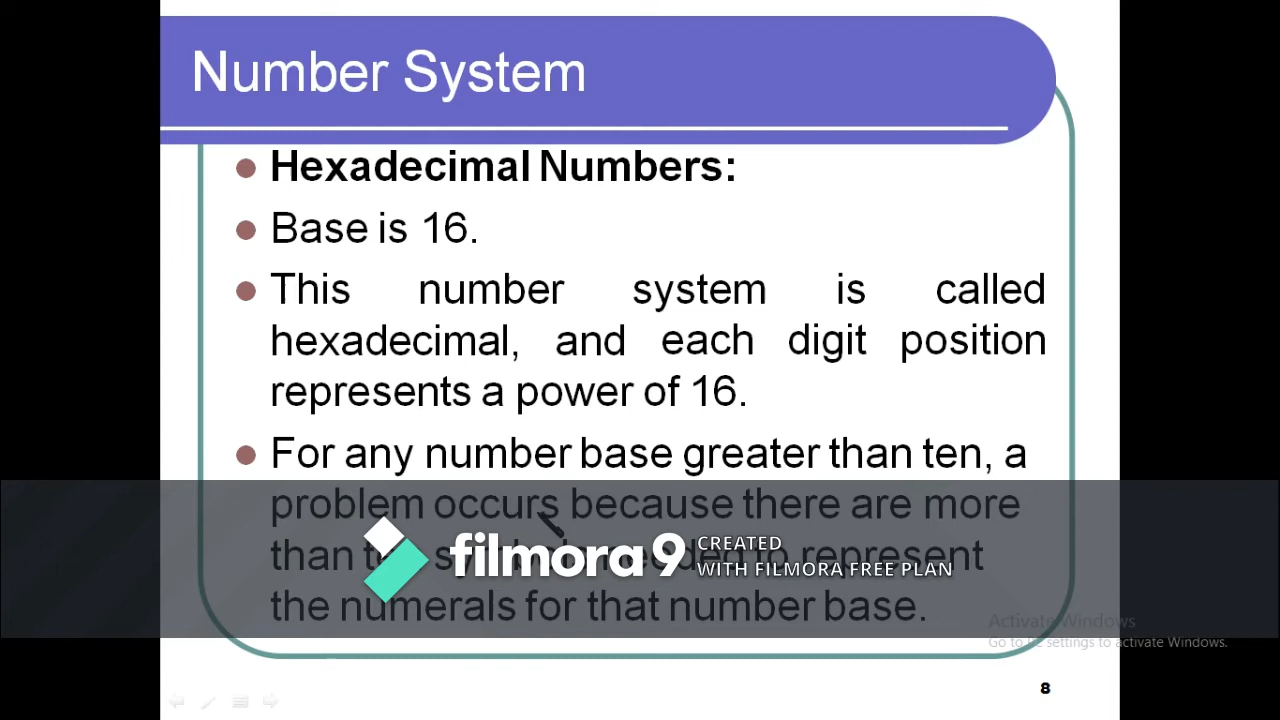 Number System
Hexadecimal Numbers:
Base is 16.
This number system is called
hexadecimal, and each digit position
represents a power of 16.
For any number base greater than ten, a
problem occurs because there are more
than needed to represent
the numerals for that number base.
filmora 9 CREATED
WITH FILMORA FREE PLAN
Activate Windows
Go to PC settings to activate Windows.
8